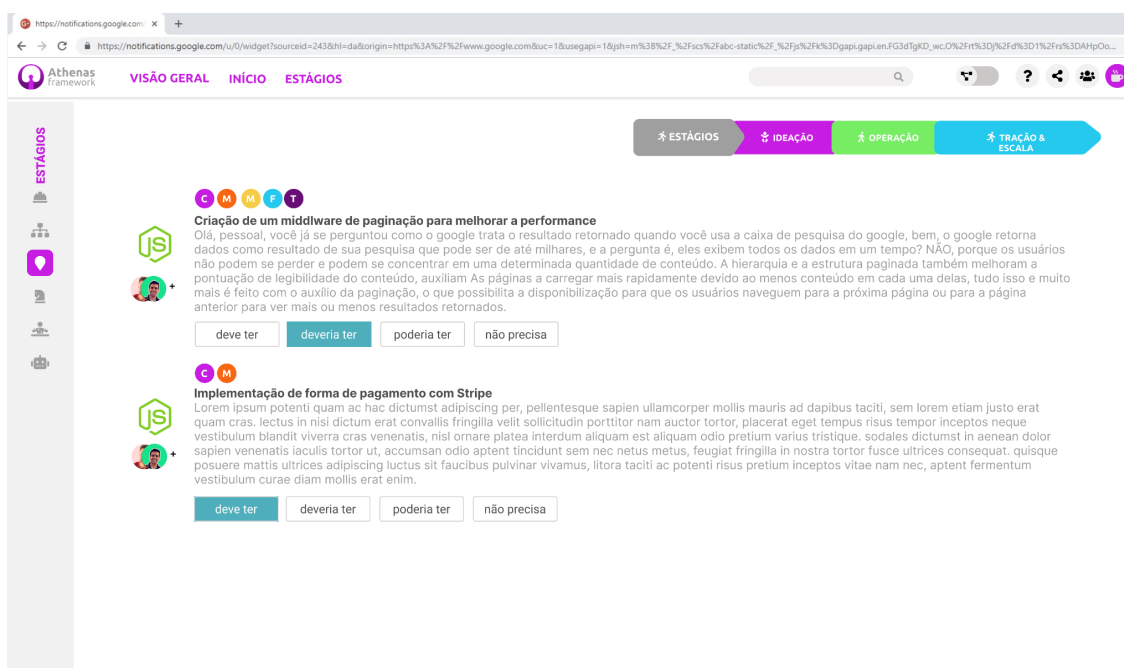 https://notifications.google.com/
https://notifications.google.com/u/0/widget?sourceid=243&hl=da&origin=https%3A%2F%2Fwww.google.com&uc=1&usegapi=1&jsh=m%3B%2F_%2Fscs%2Fabc-static%2F_%2Fjs%2Fk%3Dgapi.gapi.en.FG3dTgKD_wc.O%2Frt%3Dj%2Fd%3D1%2Frs%3DAHpOo...
Athenas
framework
VISÃO GERAL INÍCIO ESTÁGIOS
?
ESTÁGIOS
ESTÁGIOS IDEAÇÃO OPERAÇÃO TRAÇÃO &
ESCALA
C M M F T
Criação de um middlware de paginação para melhorar a performance
Olá, pessoal, você já se perguntou como o google trata o resultado retornado quando você usa a caixa de pesquisa do google, bem, o google retorna
dados como resultado de sua pesquisa que pode ser de até milhares, e a pergunta é, eles exibem todos os dados em um tempo? NÃO, porque os usuários
não podem se perder e podem se concentrar em uma determinada quantidade de conteúdo. A hierarquia e a estrutura paginada também melhoram a
pontuação de legibilidade do conteúdo, auxiliam As páginas a carregar mais rapidamente devido ao menos conteúdo em cada uma delas, tudo isso e muito
mais é feito com o auxílio da paginação, o que possibilita a disponibilização para que os usuários naveguem para a próxima página ou para a página
anterior para ver mais ou menos resultados retornados.
JS
+
deve ter deveria ter poderia ter não precisa
C M
Implementação de forma de pagamento com Stripe
Lorem ipsum potenti quam ac hac dictumst adipiscing per, pellentesque sapien ullamcorper mollis mauris ad dapibus taciti, sem lorem etiam justo erat
quam cras. lectus in nisi dictum erat convallis fringilla velit sollicitudin porttitor nam auctor tortor, placerat eget tempus risus tempor inceptos neque
vestibulum blandit viverra cras venenatis, nisl ornare platea interdum aliquam est aliquam odio pretium varius tristique. sodales dictumst in aenean dolor
sapien venenatis iaculis tortor ut, accumsan odio aptent tincidunt sem nec netus metus, feugiat fringilla in nostra tortor fusce ultrices consequat. quisque
posuere mattis ultrices adipiscing luctus sit faucibus pulvinar vivamus, litora taciti ac potenti risus pretium inceptos vitae nam nec, aptent fermentum
vestibulum curae diam mollis erat enim.
JS
+
deve ter deveria ter poderia ter não precisa